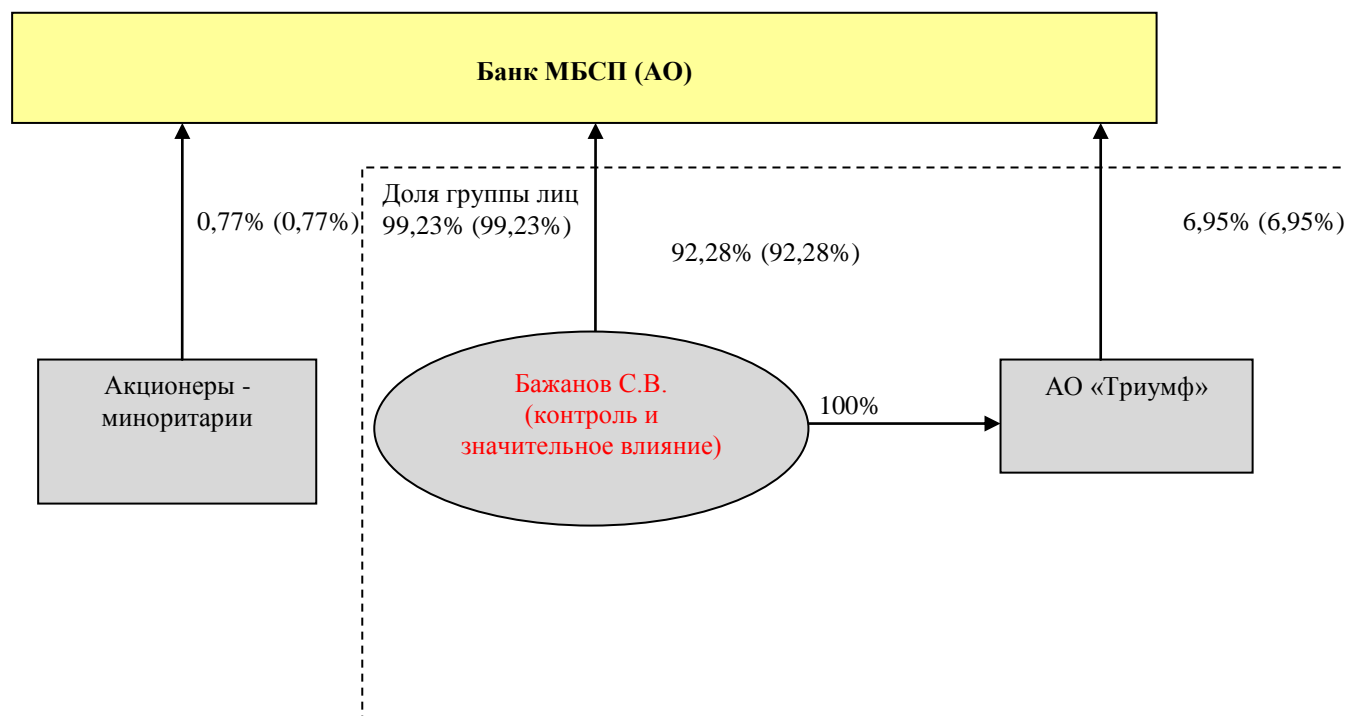 Банк МБСП (АО)
Доля группы лиц
99,23% (99,23%)
0,77% (0,77%)
92,28% (92,28%)
6,95% (6,95%)
Акционеры -
миноритарии
Бажанов С.В.
(контроль и
значительное влияние)
100%
АО «Триумф»